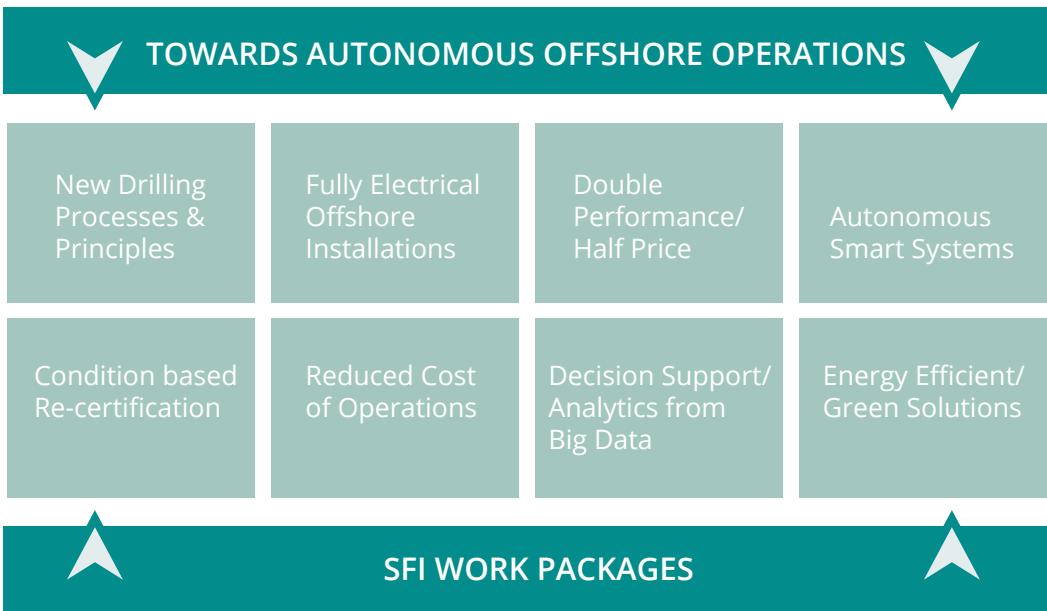 TOWARDS AUTONOMOUS OFFSHORE OPERATIONS
New Drilling
Processes &
Principles
Fully Electrical
Offshore
Installations
Double
Performance/
Half Price
Autonomous
Smart Systems
Condition based
Re-certification
Reduced Cost
of Operations
Decision Support/
Analytics from
Big Data
Energy Efficient/
Green Solutions
SFI WORK PACKAGES